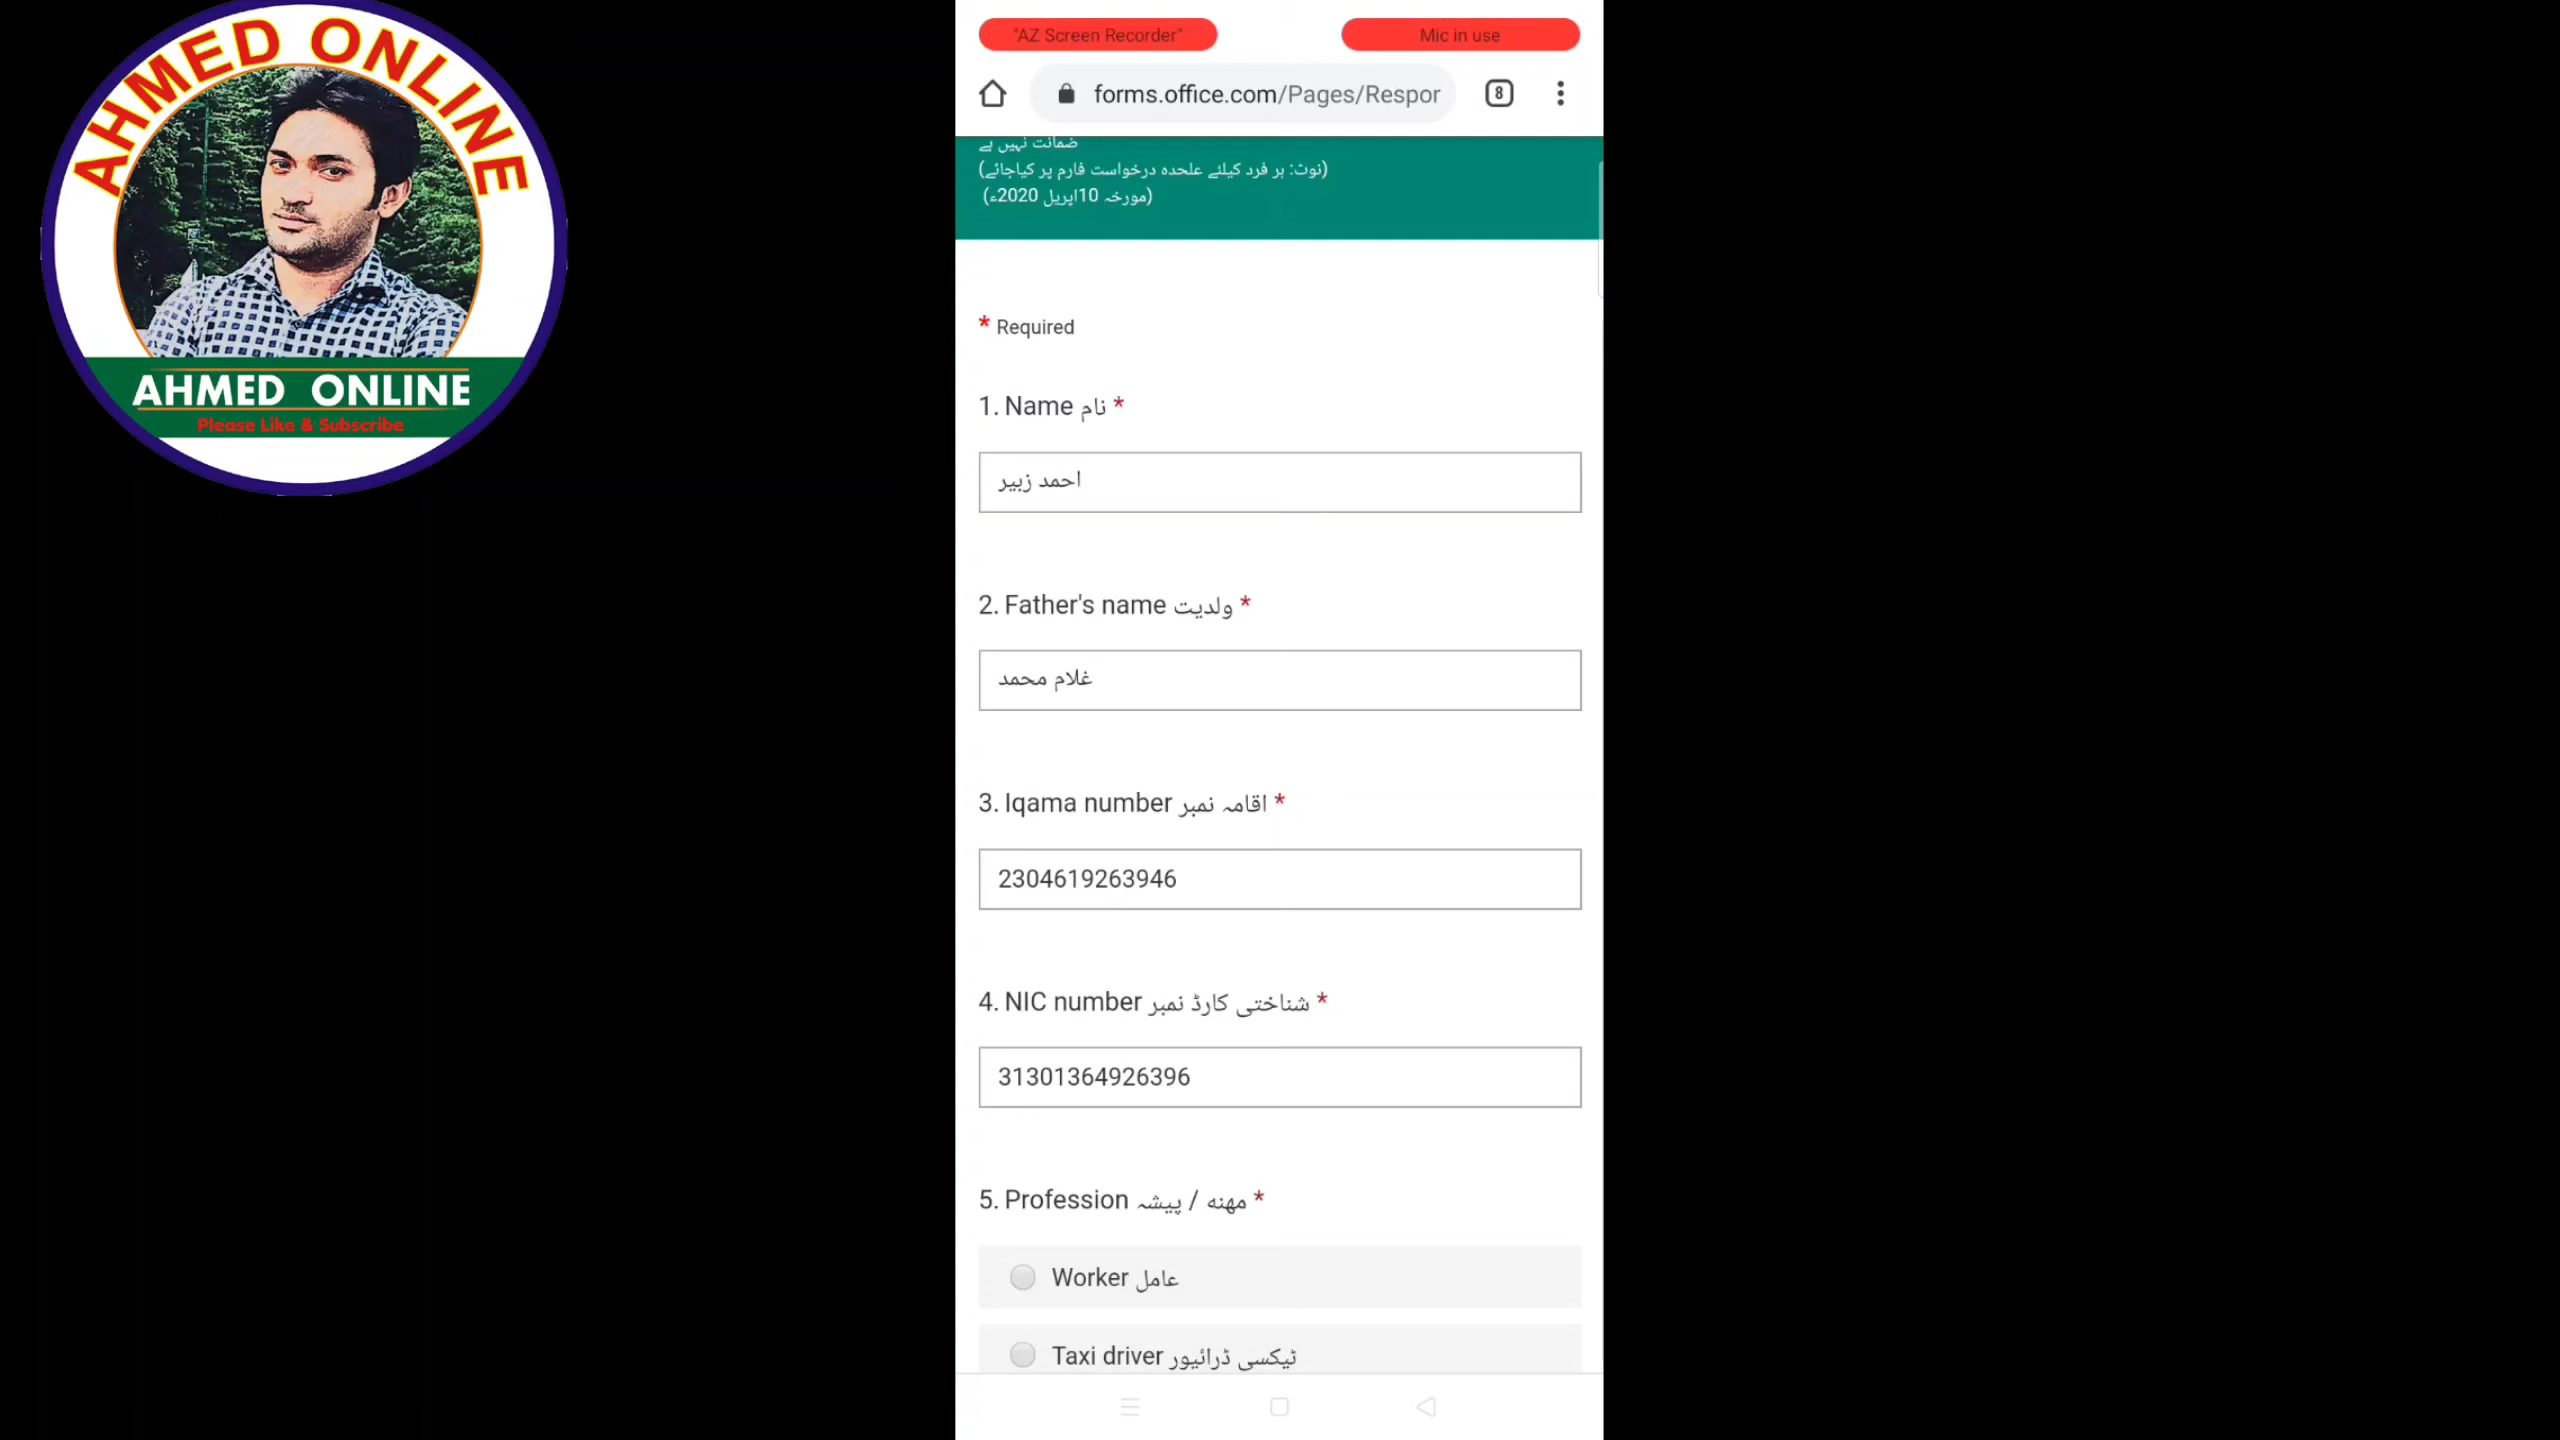 AHMED ONLINE
AHMED ONLINE
Please Like & Subscribe
"AZ Screen Recorder"
Mic in use
forms.office.com/Pages/Respor
8
ضمانت نہیں ہے
(نوٹ: ہر فرد کیلئے علحدہ درخواست فارم پر کیاجائے)
(مورخہ 10اپریل 2020ء)
* Required
1. Name نام *
احمد زبیر
2. Father's name ولدیت *
غلام محمد
3. Iqama number اقامہ نمبر *
2304619263946
4. NIC number شناختی کارڈ نمبر *
31301364926396
5. Profession مهنه / پیشہ *
Worker عامل
Taxi driver ٹیکسی ڈرائیور